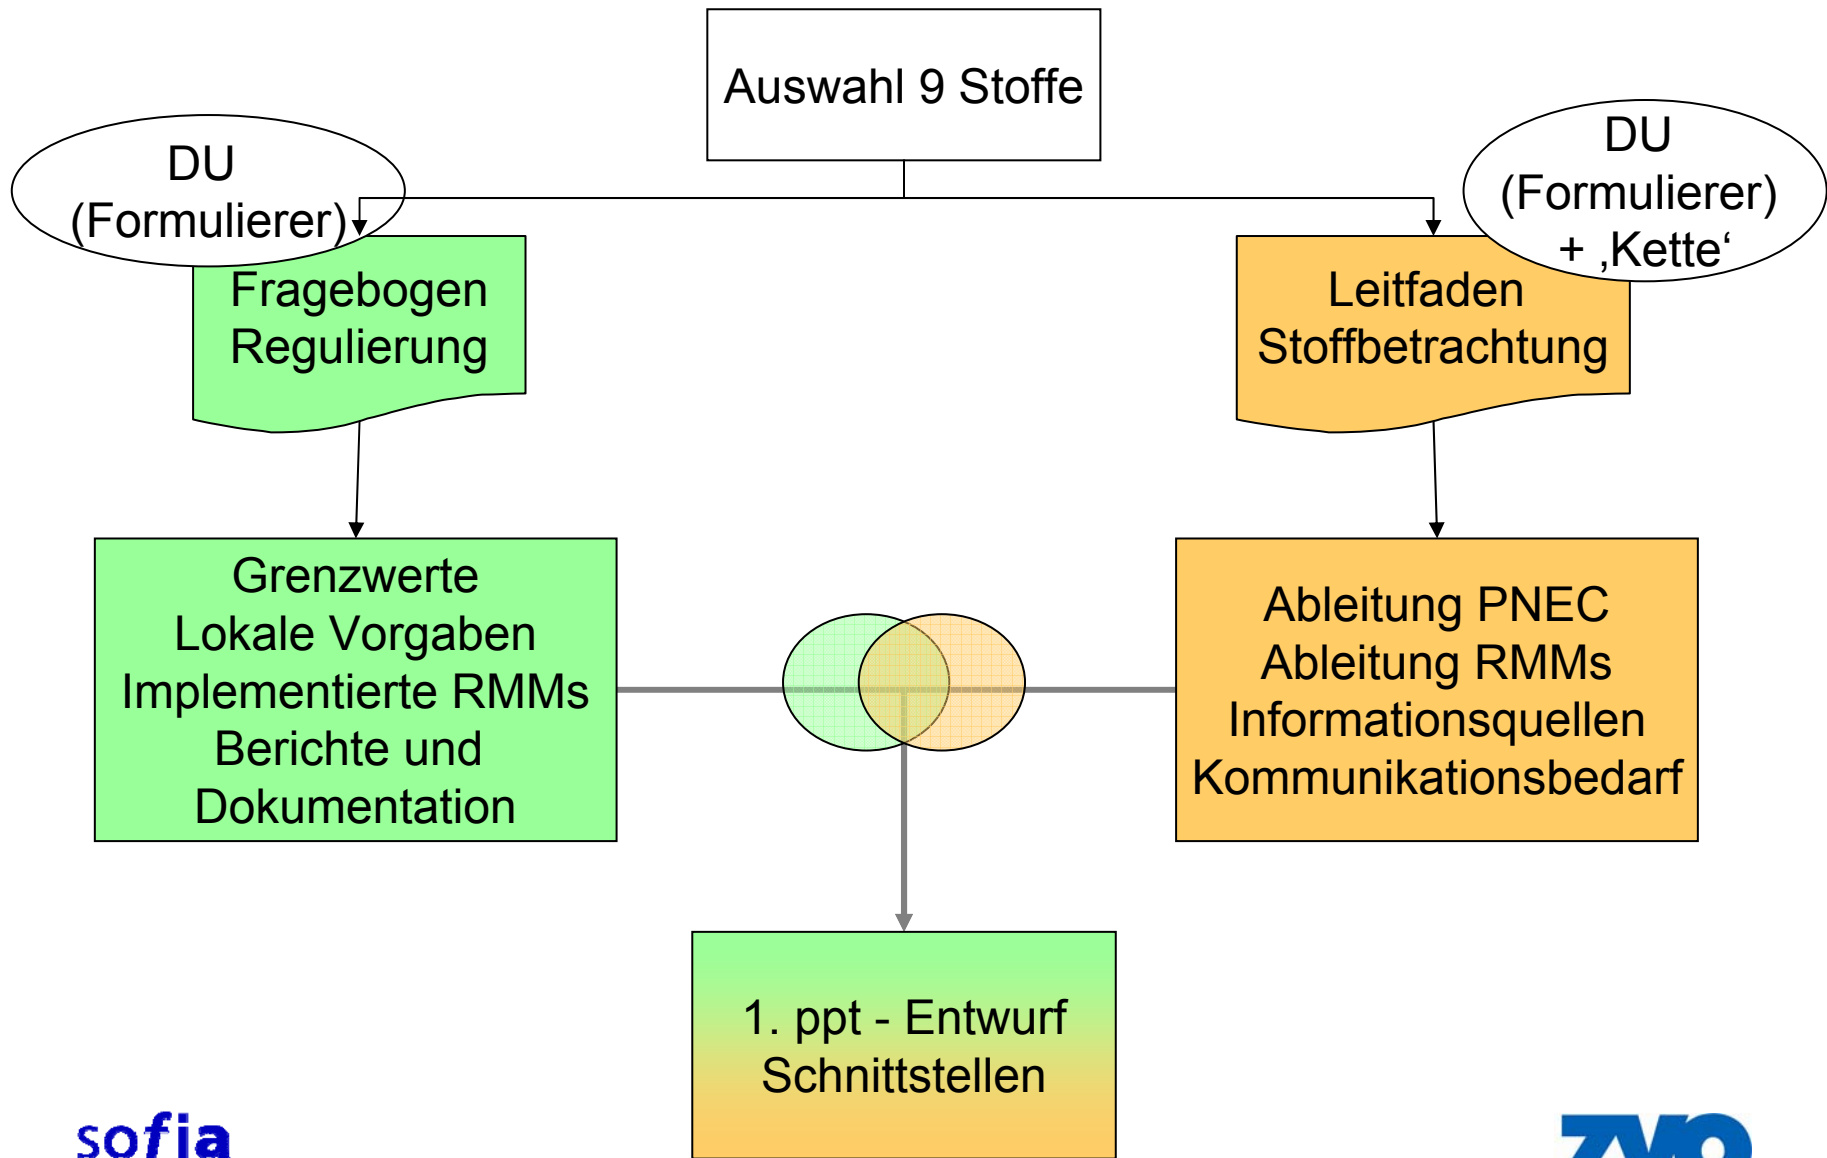 Auswahl 9 Stoffe
DU
(Formulierer)
DU
(Formulierer)
+ ‚Kette‘
Fragebogen
Regulierung
Leitfaden
Stoffbetrachtung
Grenzwerte
Lokale Vorgaben
Implementierte RMMs
Berichte und
Dokumentation
Ableitung PNEC
Ableitung RMMs
Informationsquellen
Kommunikationsbedarf
1. ppt - Entwurf
Schnittstellen
sofia
ZVO